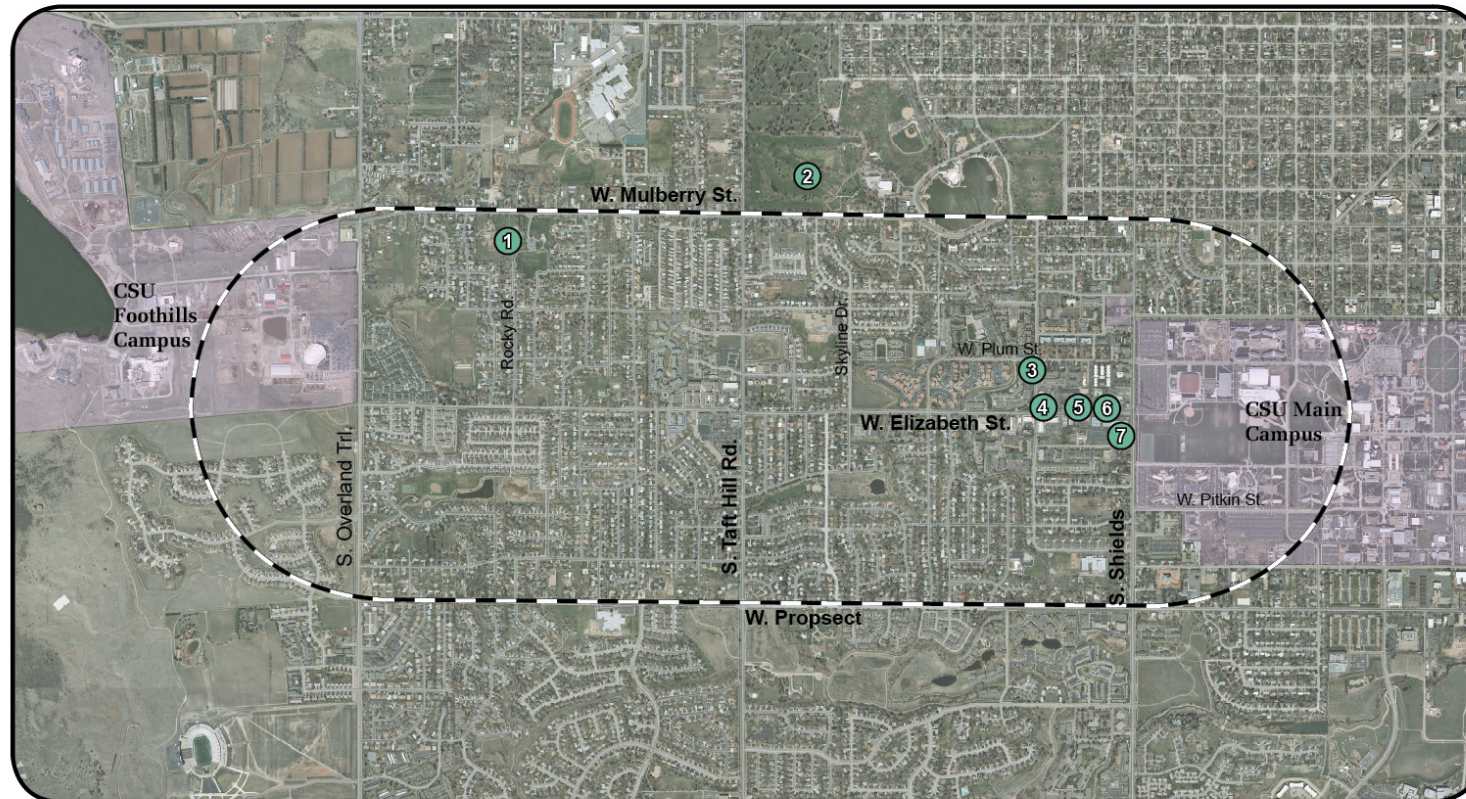 W. Mulberry St.
2
1
CSU
Foothills
Campus
Rocky Rd
Skyline Dr.
W. Plum St.
3
4
5
6
7
W. Elizabeth St.
CSU Main
Campus
S. Overland Trl.
S. Taft Hill Rd.
W. Pitkin St.
S. Shields
W. Propsect